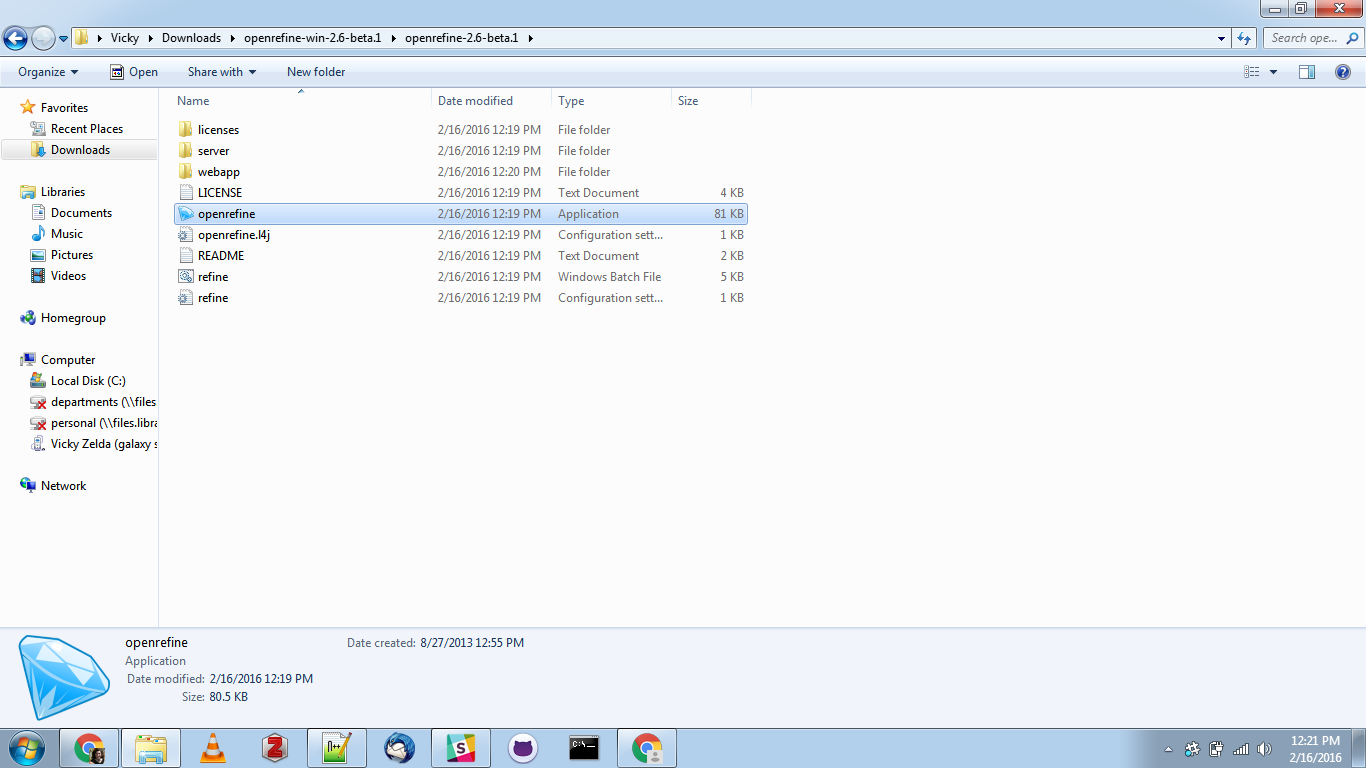 Vicky Downloads openrefine-win-2.6-beta.1 openrefine-2.6-beta.1
Search ope...
Organize Open Share with New folder
Name Date modified Type Size
Favorites
Recent Places
Downloads
Libraries
Documents
Music
Pictures
Videos
Homegroup
Computer
Local Disk (C:)
departments (\\files
personal (\\files.libra
Vicky Zelda (galaxy s
Network
licenses 2/16/2016 12:19 PM File folder
server 2/16/2016 12:19 PM File folder
webapp 2/16/2016 12:20 PM File folder
LICENSE 2/16/2016 12:19 PM Text Document 4 KB
openrefine 2/16/2016 12:19 PM Application 81 KB
openrefine.l4j 2/16/2016 12:19 PM Configuration sett... 1 KB
README 2/16/2016 12:19 PM Text Document 2 KB
refine 2/16/2016 12:19 PM Windows Batch File 5 KB
refine 2/16/2016 12:19 PM Configuration sett... 1 KB
openrefine Date created: 8/27/2013 12:55 PM
Application
Date modified: 2/16/2016 12:19 PM
Size: 80.5 KB
12:21 PM
2/16/2016